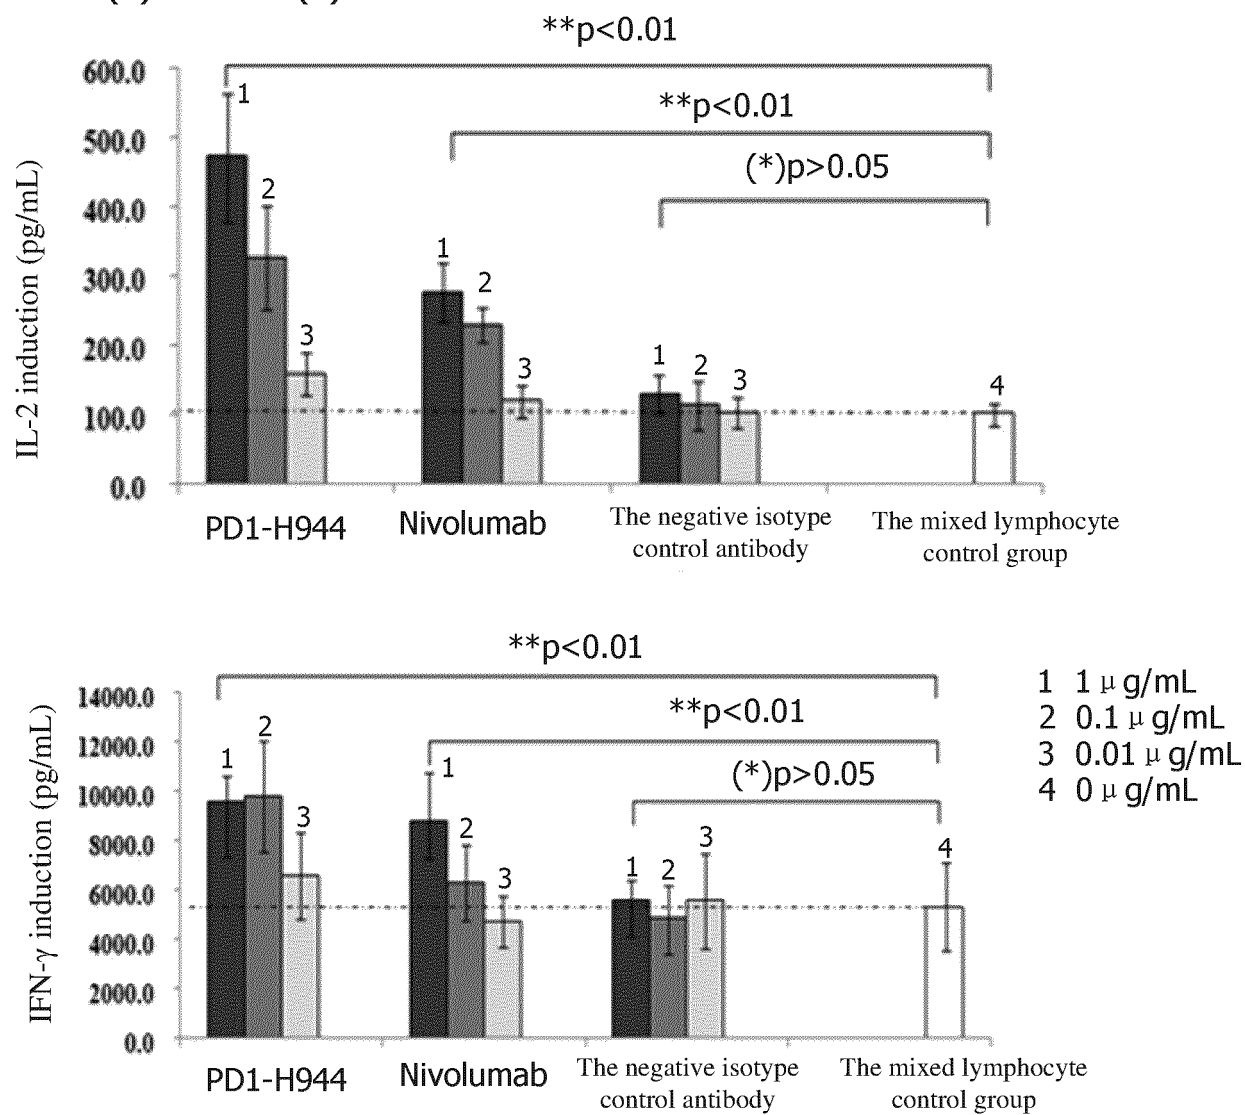 **p<0.01
600.0
1
**p<0.01
500.0
(*)p>0.05
2
400.0
1
300.0
2
3
200.0
3
1
2
3
4
100.0
0.0
IL-2 induction (pg/mL)
PD1-H944
Nivolumab
The negative isotype
control antibody
The mixed lymphocyte
control group
**p<0.01
14000.0
**p<0.01
2
12000.0
1
1
(*)p>0.05
10000.0
3
2
3
4
8000.0
1
2
3
6000.0
4000.0
2000.0
0.0
IFN-γ induction (pg/mL)
1 1 μg/mL
2 0.1 μg/mL
3 0.01 μg/mL
4 0 μg/mL
PD1-H944
Nivolumab
The negative isotype
control antibody
The mixed lymphocyte
control group